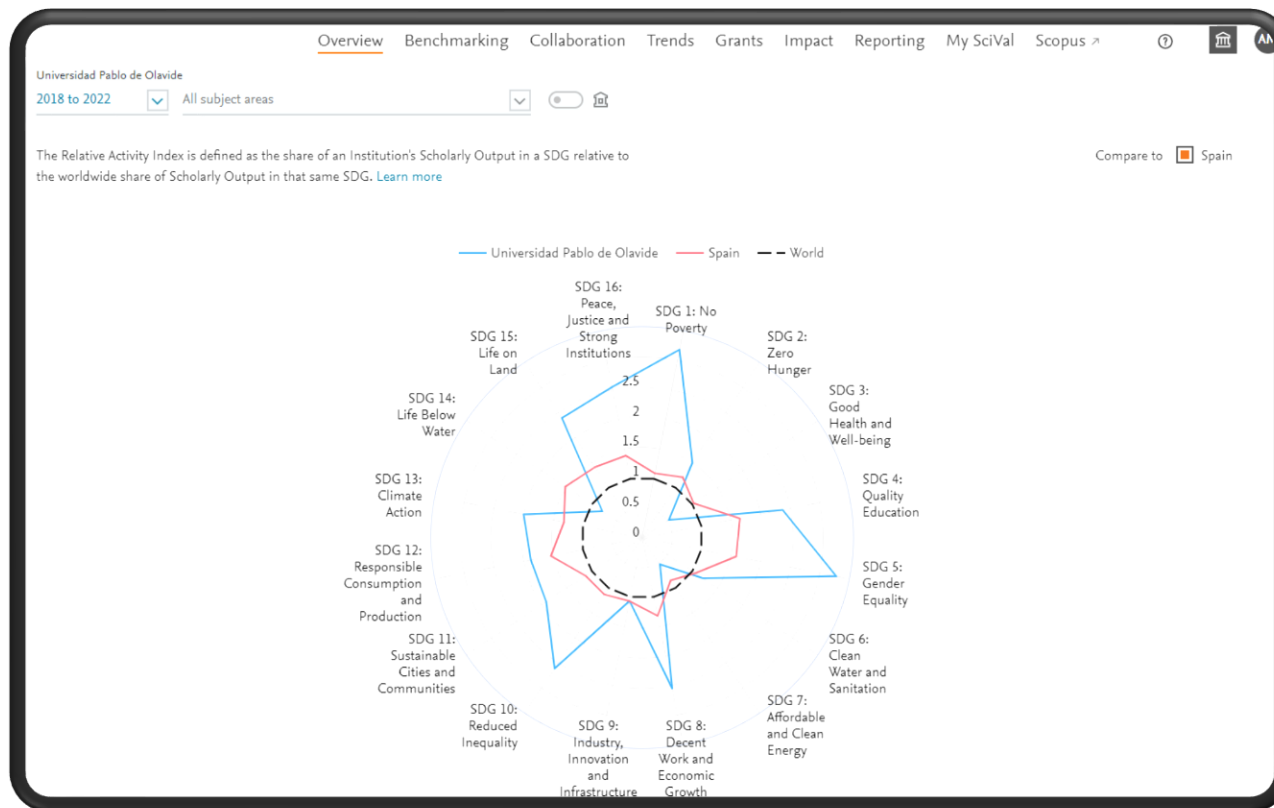 Overview Benchmarking Collaboration Trends Grants Impact Reporting My SciVal Scopus ↗ ? AN
Universidad Pablo de Olavide
2018 to 2022 All subject areas
The Relative Activity Index is defined as the share of an Institution's Scholarly Output in a SDG relative to
the worldwide share of Scholarly Output in that same SDG. Learn more
Compare to Spain
Universidad Pablo de Olavide Spain World
SDG 16:
Peace,
Justice and
Strong
Institutions
SDG 1: No
Poverty
SDG 2:
Zero
Hunger
SDG 3:
Good
Health and
Well-being
SDG 4:
Quality
Education
SDG 5:
Gender
Equality
SDG 6:
Clean
Water and
Sanitation
SDG 7:
Affordable
and Clean
Energy
SDG 8:
Decent
Work and
Economic
Growth
SDG 9:
Industry,
Innovation
and
Infrastructure
SDG 10:
Reduced
Inequality
SDG 11:
Sustainable
Cities and
Communities
SDG 12:
Responsible
Consumption
and
Production
SDG 13:
Climate
Action
SDG 14:
Life Below
Water
SDG 15:
Life on
Land
2.5
2
1.5
1
0.5
0